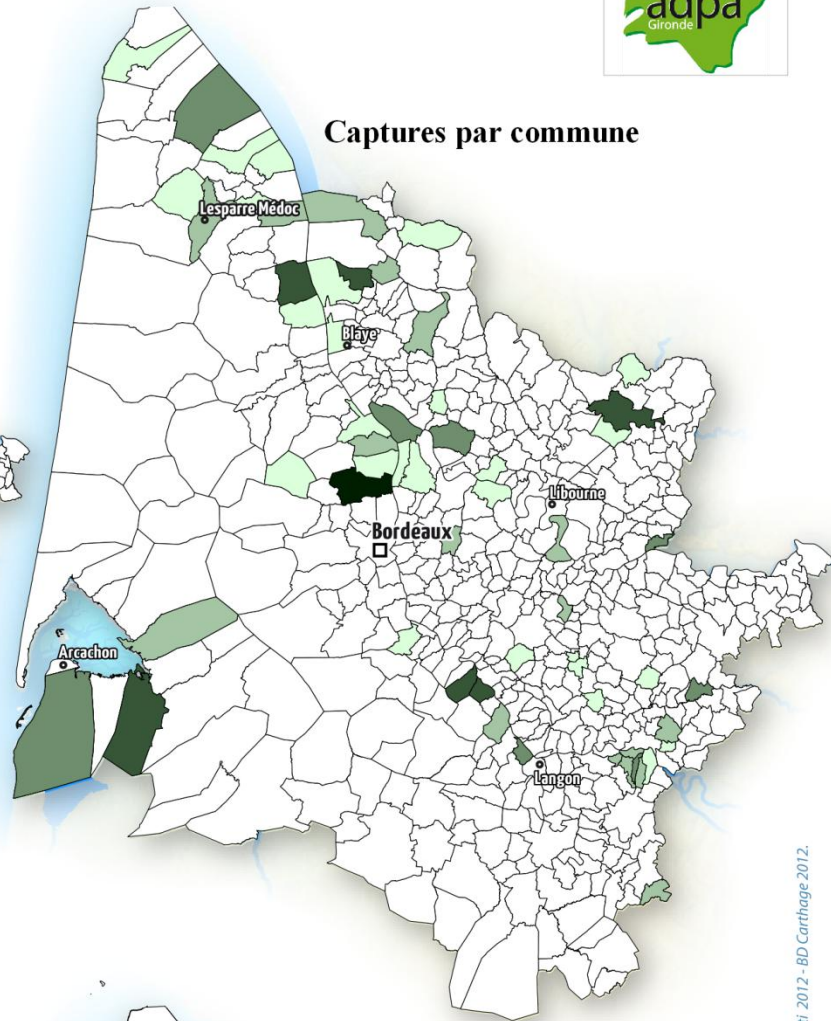 adpa
Gironde
Captures par commune
Lesparre Médoc
Blaye
Libourne
Bordeaux
Arcachon
Langon
2012 - BD Carthage 2012.